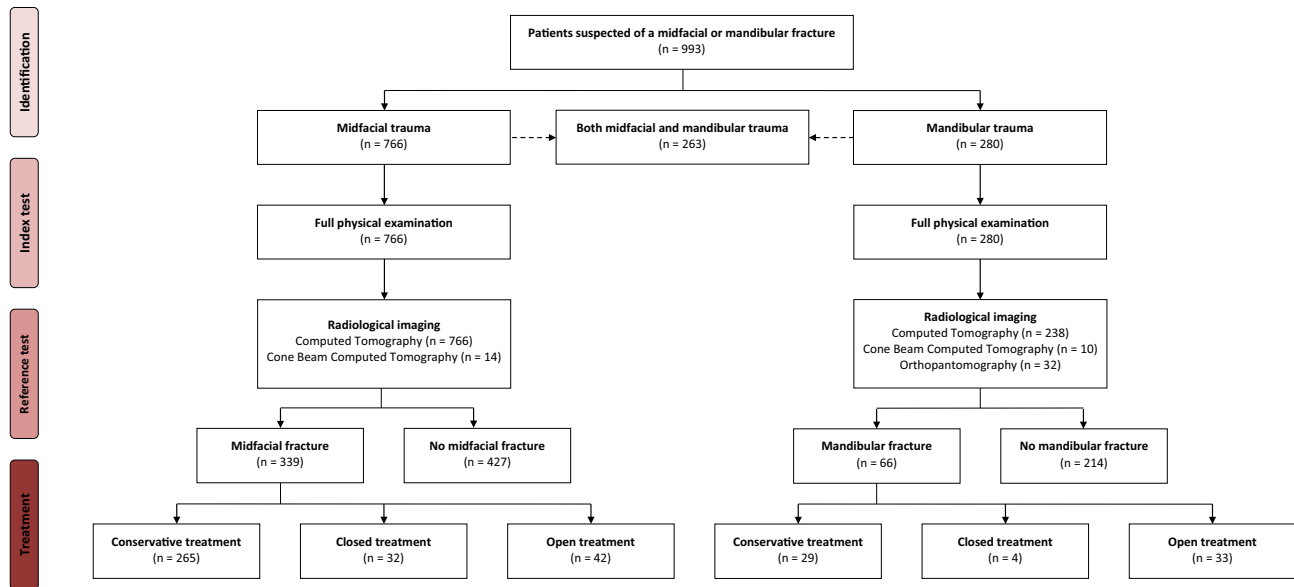 Identification
Patients suspected of a midfacial or mandibular fracture
(n = 993)
Midfacial trauma
(n = 766)
Both midfacial and mandibular trauma
(n = 263)
Mandibular trauma
(n = 280)
Index test
Full physical examination
(n = 766)
Full physical examination
(n = 280)
Reference test
Radiological imaging
Computed Tomography (n = 766)
Cone Beam Computed Tomography (n = 14)
Radiological imaging
Computed Tomography (n = 238)
Cone Beam Computed Tomography (n = 10)
Orthopantomography (n = 32)
Midfacial fracture
(n = 339)
No midfacial fracture
(n = 427)
Mandibular fracture
(n = 66)
No mandibular fracture
(n = 214)
Treatment
Conservative treatment
(n = 265)
Closed treatment
(n = 32)
Open treatment
(n = 42)
Conservative treatment
(n = 29)
Closed treatment
(n = 4)
Open treatment
(n = 33)